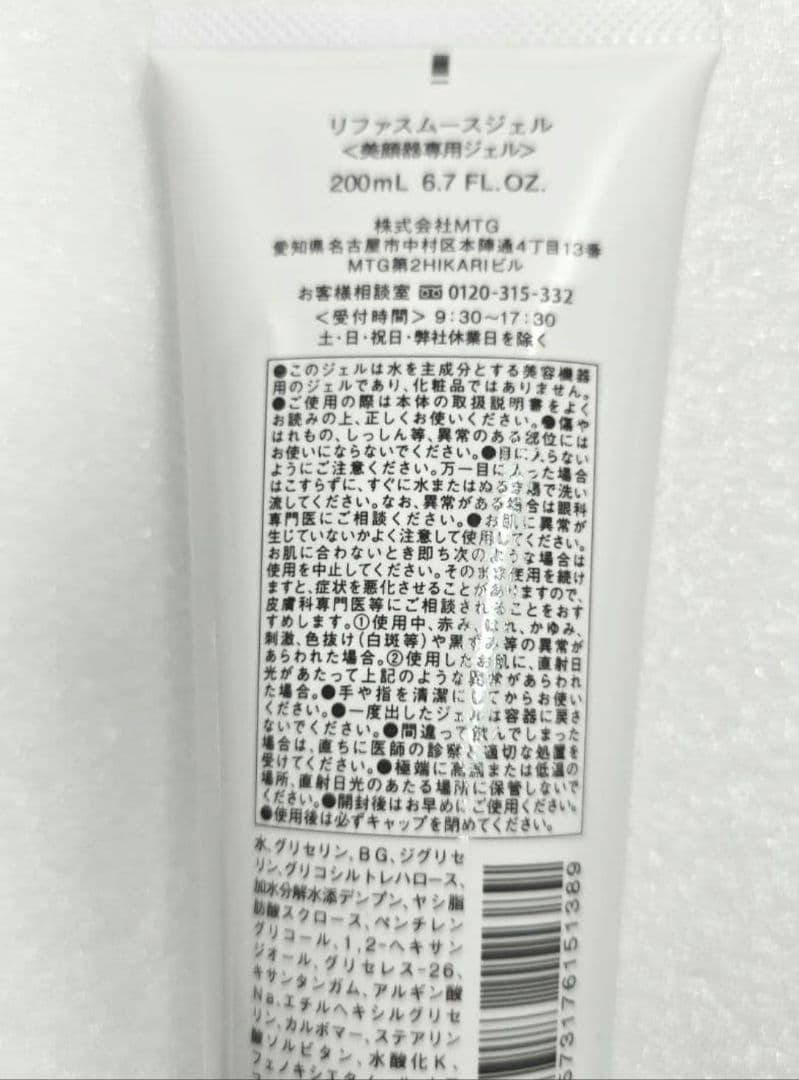 リファスムースジェル
<美顔器専用ジェル>
200mL 6.7 FL.OZ.
株式会社MTG
愛知県名古屋市中村区本陣通4丁目13番
MTG第2HIKARIビル
お客様相談室 0120-315-332
<受付時間> 9:30~17:30
土・日・祝日・弊社休業日を除く
●このジェルは水を主成分とする美容機器
用のジェルであり、化粧品ではありません。
●ご使用の際は本体の取扱説明書をよく
お読みの上、正しくお使いください。●傷や
はれもの、しっしん等、異常のある部位には
お使いにならないでください。●目に入らない
ようにご注意ください。万一目に入った場合
はこすらずに、すぐに水またはぬるま湯で洗い
流してください。なお、異常がある場合は眼科
専門医にご相談ください。●お肌に異常が
生じていないかよく注意して使用してください。
お肌に合わないとき即ち次のような場合は
使用を中止してください。そのまま使用を続け
ますと、症状を悪化させることがありますので、
皮膚科専門医等にご相談されることをおす
すめします。①使用中、赤み、はれ、かゆみ、
刺激、色抜け(白斑等)や黒ずみ等の異常が
あらわれた場合。②使用したお肌に、直射日
光があたって上記のような異常があらわれ
た場合。●手や指を清潔にしてからお使い
ください。●一度出したジェルは容器に戻さ
ないでください。●間違って飲んでしまった
場合は、直ちに医師の診察と適切な処置を
受けてください。●極端に高温または低温の
場所、直射日光のあたる場所に保管しないで
ください。●開封後はお早めにご使用ください。
●使用後は必ずキャップを閉めてください。
水、グリセリン、BG、ジグリセ
リン、グリコシルトレハロース、
加水分解水添デンプン、ヤシ脂
肪酸スクロース、ペンチレン
グリコール、1,2-ヘキサン
ジオール、グリセレス-26、
キサンタンガム、アルギン酸
Na、エチルヘキシルグリセ
リン、カルボマー、ステアリン
酸ソルビタン、水酸化K、
フェノキシエタノール
573176151389